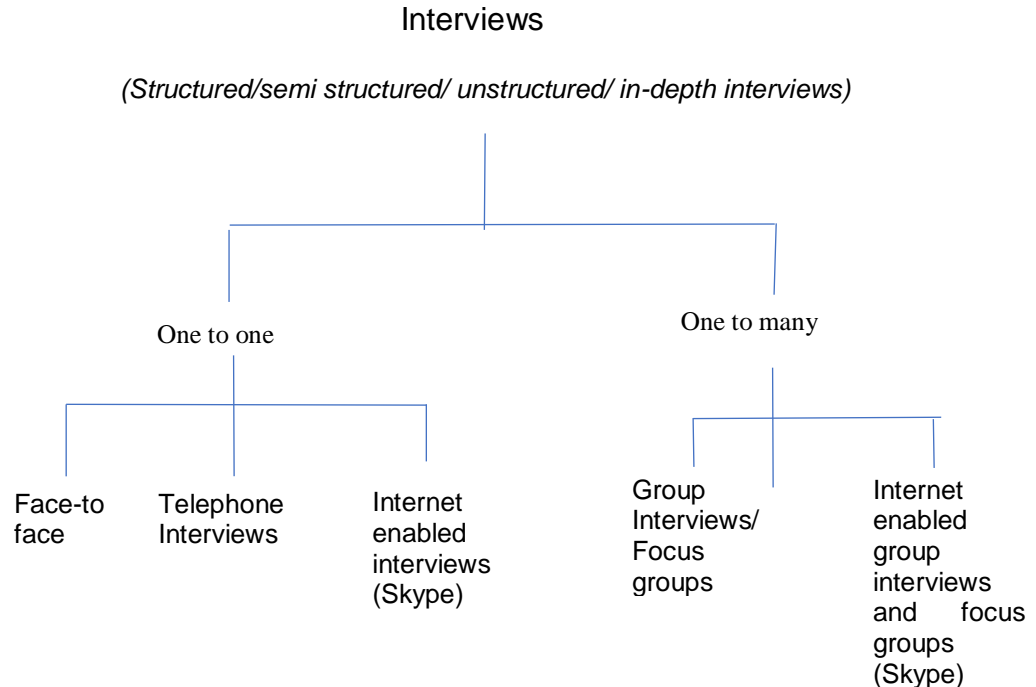 Interviews
(Structured/semi structured/ unstructured/ in-depth interviews)
One to one
One to many
Face-to
face
Telephone
Interviews
Internet
enabled
interviews
(Skype)
Group
Interviews/
Focus
groups
Internet
enabled
group
interviews
and focus
groups
(Skype)